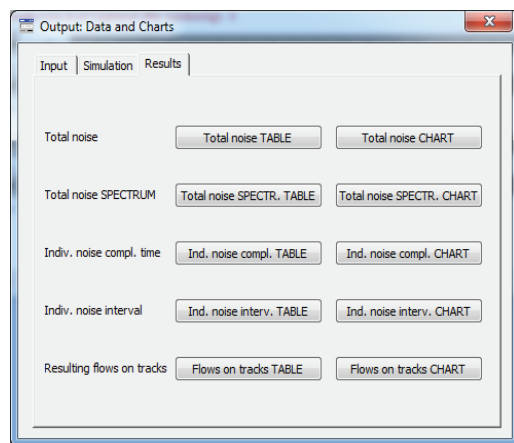 Output: Data and Charts
Input Simulation Results
Total noise Total noise TABLE Total noise CHART
Total noise SPECTRUM Total noise SPECTR. TABLE Total noise SPECTR. CHART
Indiv. noise compl. time Ind. noise compl. TABLE Ind. noise compl. CHART
Indiv. noise interval Ind. noise interv. TABLE Ind. noise interv. CHART
Resulting flows on tracks Flows on tracks TABLE Flows on tracks CHART